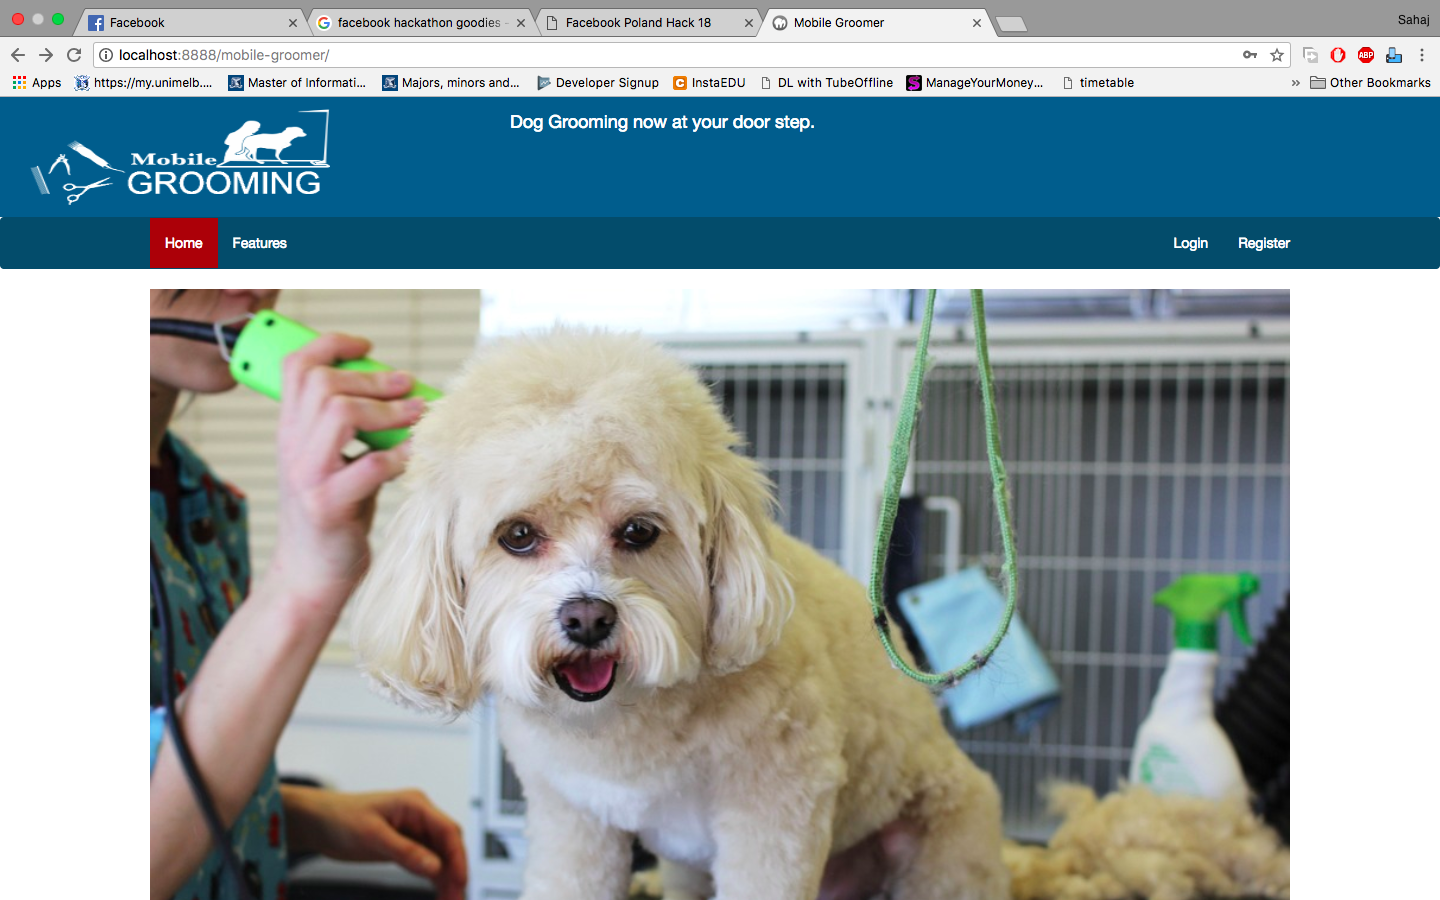 Facebook
facebook hackathon goodies -
Facebook Poland Hack 18
Mobile Groomer
Sahaj
localhost:8888/mobile-groomer/
ABP
Apps
https://my.unimelb....
Master of Informati...
Majors, minors and...
Developer Signup
InstaEDU
DL with TubeOffline
ManageYourMoney...
timetable
»
Other Bookmarks
Mobile
GROOMING
Dog Grooming now at your door step.
Home
Features
Login
Register